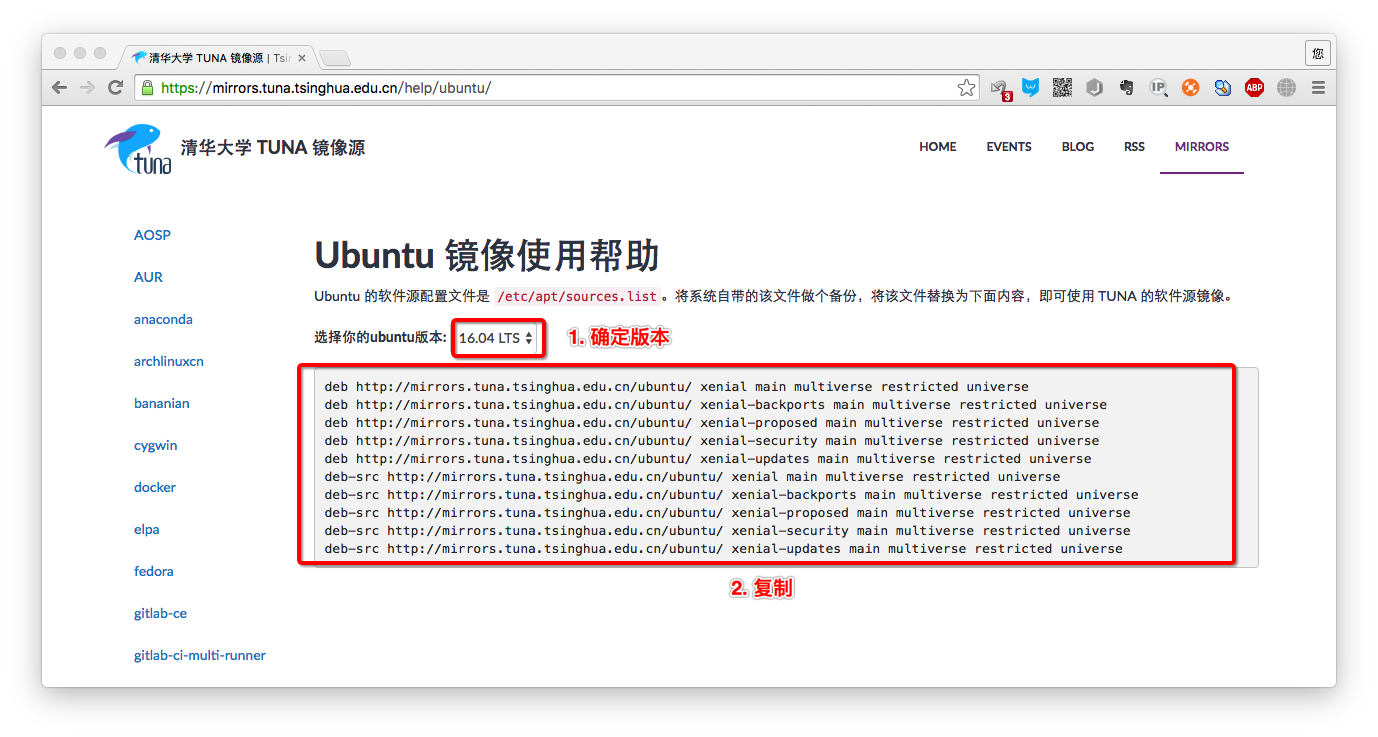 清华大学 TUNA 镜像源 | Tsi
您
https://mirrors.tuna.tsinghua.edu.cn/help/ubuntu/
3
IP
ABP
tuna
清华大学 TUNA 镜像源
HOME
EVENTS
BLOG
RSS
MIRRORS
AOSP
AUR
anaconda
archlinuxcn
bananian
cygwin
docker
elpa
fedora
gitlab-ce
gitlab-ci-multi-runner
Ubuntu 镜像使用帮助
Ubuntu 的软件源配置文件是 /etc/apt/sources.list。将系统自带的该文件做个备份，将该文件替换为下面内容，即可使用 TUNA 的软件源镜像。
选择你的ubuntu版本: 16.04 LTS
1. 确定版本
deb http://mirrors.tuna.tsinghua.edu.cn/ubuntu/ xenial main multiverse restricted universe
deb http://mirrors.tuna.tsinghua.edu.cn/ubuntu/ xenial-backports main multiverse restricted universe
deb http://mirrors.tuna.tsinghua.edu.cn/ubuntu/ xenial-proposed main multiverse restricted universe
deb http://mirrors.tuna.tsinghua.edu.cn/ubuntu/ xenial-security main multiverse restricted universe
deb http://mirrors.tuna.tsinghua.edu.cn/ubuntu/ xenial-updates main multiverse restricted universe
deb-src http://mirrors.tuna.tsinghua.edu.cn/ubuntu/ xenial main multiverse restricted universe
deb-src http://mirrors.tuna.tsinghua.edu.cn/ubuntu/ xenial-backports main multiverse restricted universe
deb-src http://mirrors.tuna.tsinghua.edu.cn/ubuntu/ xenial-proposed main multiverse restricted universe
deb-src http://mirrors.tuna.tsinghua.edu.cn/ubuntu/ xenial-security main multiverse restricted universe
deb-src http://mirrors.tuna.tsinghua.edu.cn/ubuntu/ xenial-updates main multiverse restricted universe
2. 复制